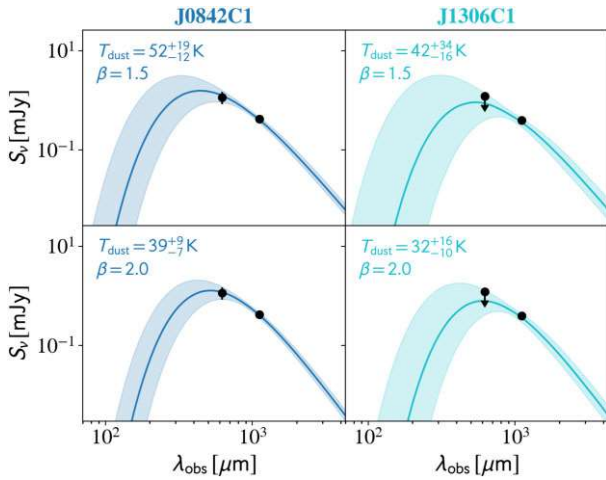 J0842C1 J1306C1
10¹
T_dust = 52⁺¹⁹₋₁₂ K
T_dust = 42⁺³⁴₋₁₆ K
β = 1.5
β = 1.5
S_ν [mJy]
10⁻¹
10¹
T_dust = 39⁺⁹₋₇ K
T_dust = 32⁺¹⁶₋₁₀ K
β = 2.0
β = 2.0
S_ν [mJy]
10⁻¹
10² 10³ 10² 10³
λ_obs [μm] λ_obs [μm]